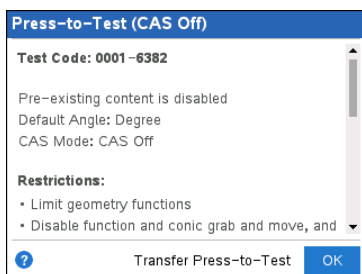 Press-to-Test (CAS Off)
Test Code: 0001-6382
Pre-existing content is disabled
Default Angle: Degree
CAS Mode: CAS Off
Restrictions:
• Limit geometry functions
• Disable function and conic grab and move, and
? Transfer Press-to-Test OK